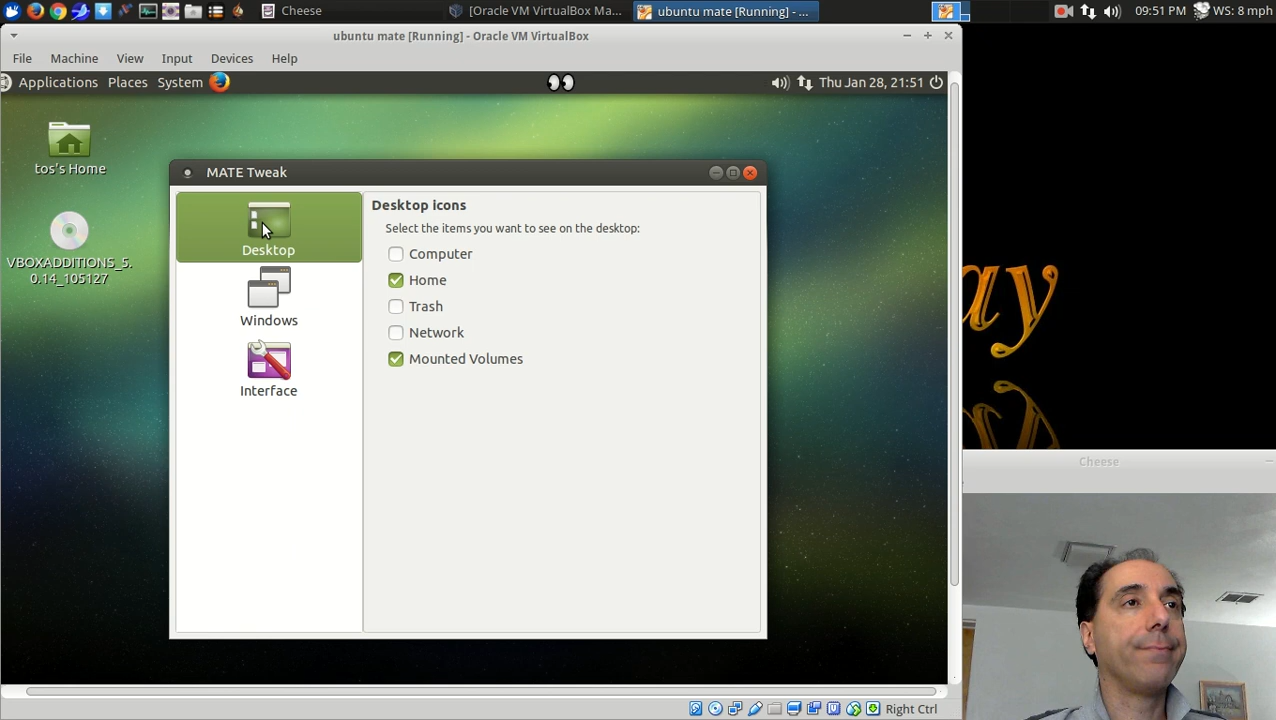 Cheese
[Oracle VM VirtualBox Ma...
ubuntu mate [Running] - ...
09:51 PM
WS: 8 mph
ubuntu mate [Running] - Oracle VM VirtualBox
File Machine View Input Devices Help
Applications Places System
Thu Jan 28, 21:51
tos's Home
VBOXADDITIONS_5.
0.14_105127
MATE Tweak
Desktop
Windows
Interface
Desktop icons
Select the items you want to see on the desktop:
Computer
Home
Trash
Network
Mounted Volumes
ay
Cheese
Right Ctrl